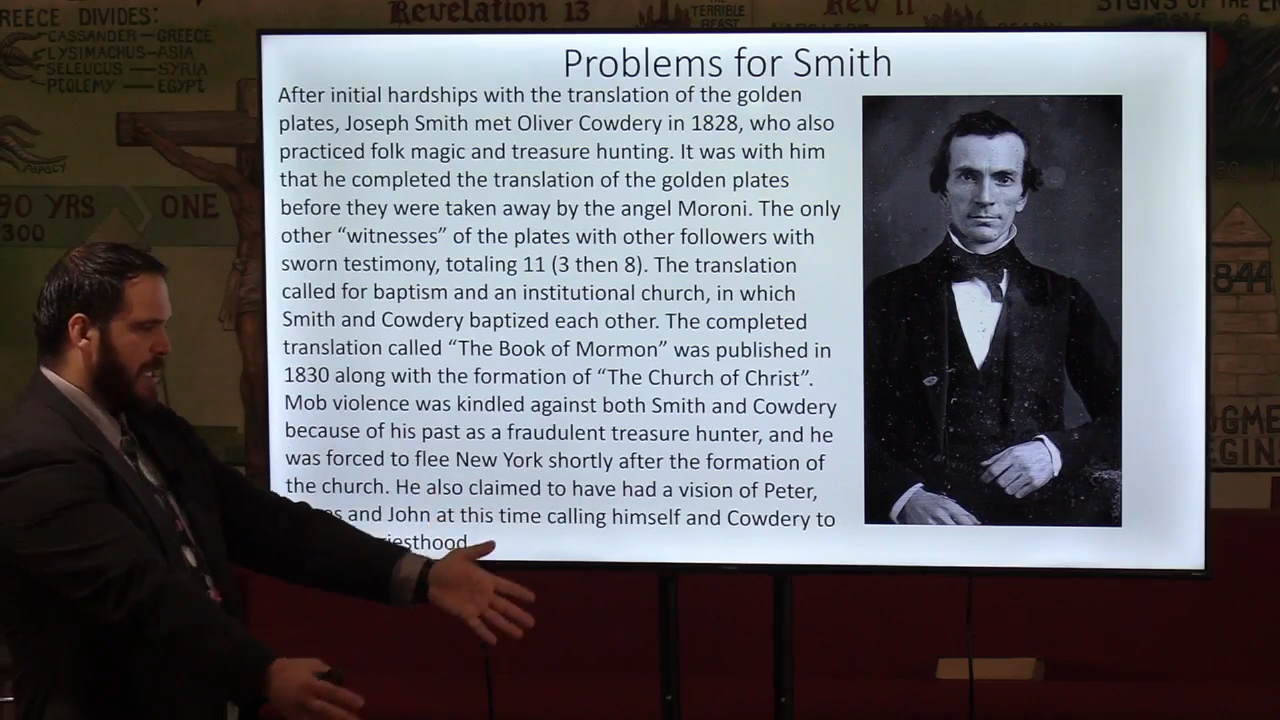 REECE DIVIDES:
CASSANDER—GREECE
LYSIMACHUS-ASIA
SELEUCUS — SYRIA
PTOLEMY — EGYPT
Revelation 13
TERRIBLE
BEAST
Rev 11
SIGNS OF THE
90 YRS
ONE
300
844
Problems for Smith
After initial hardships with the translation of the golden
plates, Joseph Smith met Oliver Cowdery in 1828, who also
practiced folk magic and treasure hunting. It was with him
that he completed the translation of the golden plates
before they were taken away by the angel Moroni. The only
other “witnesses” of the plates with other followers with
sworn testimony, totaling 11 (3 then 8). The translation
called for baptism and an institutional church, in which
Smith and Cowdery baptized each other. The completed
translation called “The Book of Mormon” was published in
1830 along with the formation of “The Church of Christ”.
Mob violence was kindled against both Smith and Cowdery
because of his past as a fraudulent treasure hunter, and he
was forced to flee New York shortly after the formation of
the church. He also claimed to have had a vision of Peter,
and John at this time calling himself and Cowdery to
iesthood